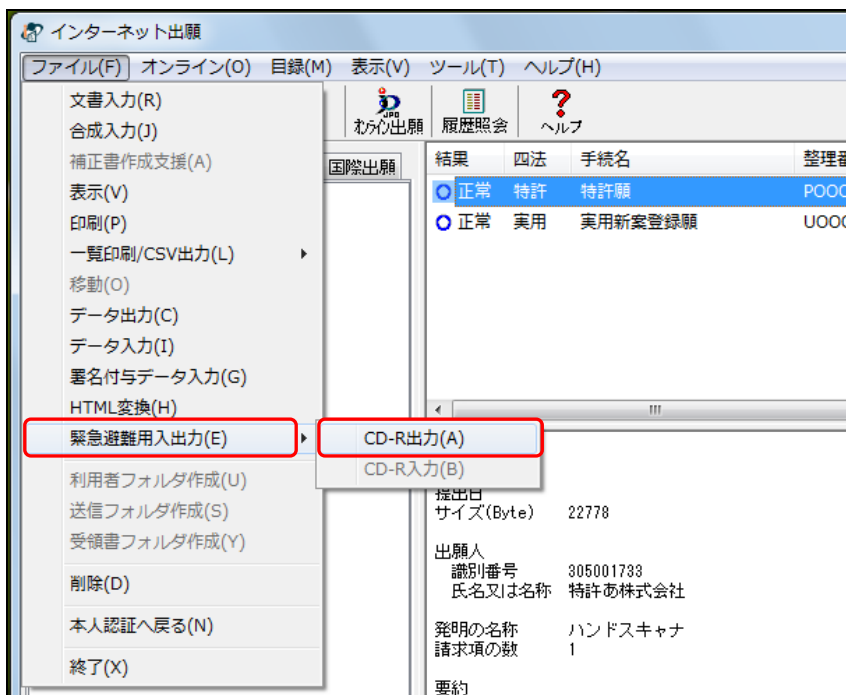 インターネット出願
ファイル(F) オンライン(O) 目録(M) 表示(V) ツール(T) ヘルプ(H)
文書入力(R)
合成入力(J)
補正書作成支援(A)
表示(V)
印刷(P)
一覧印刷/CSV出力(L)
移動(O)
データ出力(C)
データ入力(I)
署名付与データ入力(G)
HTML変換(H)
緊急避難用入出力(E)
利用者フォルダ作成(U)
送信フォルダ作成(S)
受領書フォルダ作成(Y)
削除(D)
本人認証へ戻る(N)
終了(X)
CD-R出力(A)
CD-R入力(B)
JPO
オンライン出願 履歴照会 ヘルプ
国際出願
結果 四法 手続名 整理番
正常 特許 特許願 P000
正常 実用 実用新案登録願 U000
提出日
サイズ(Byte) 22778
出願人
識別番号 305001733
氏名又は名称 特許あ株式会社
発明の名称 ハンドスキャナ
請求項の数 1
要約